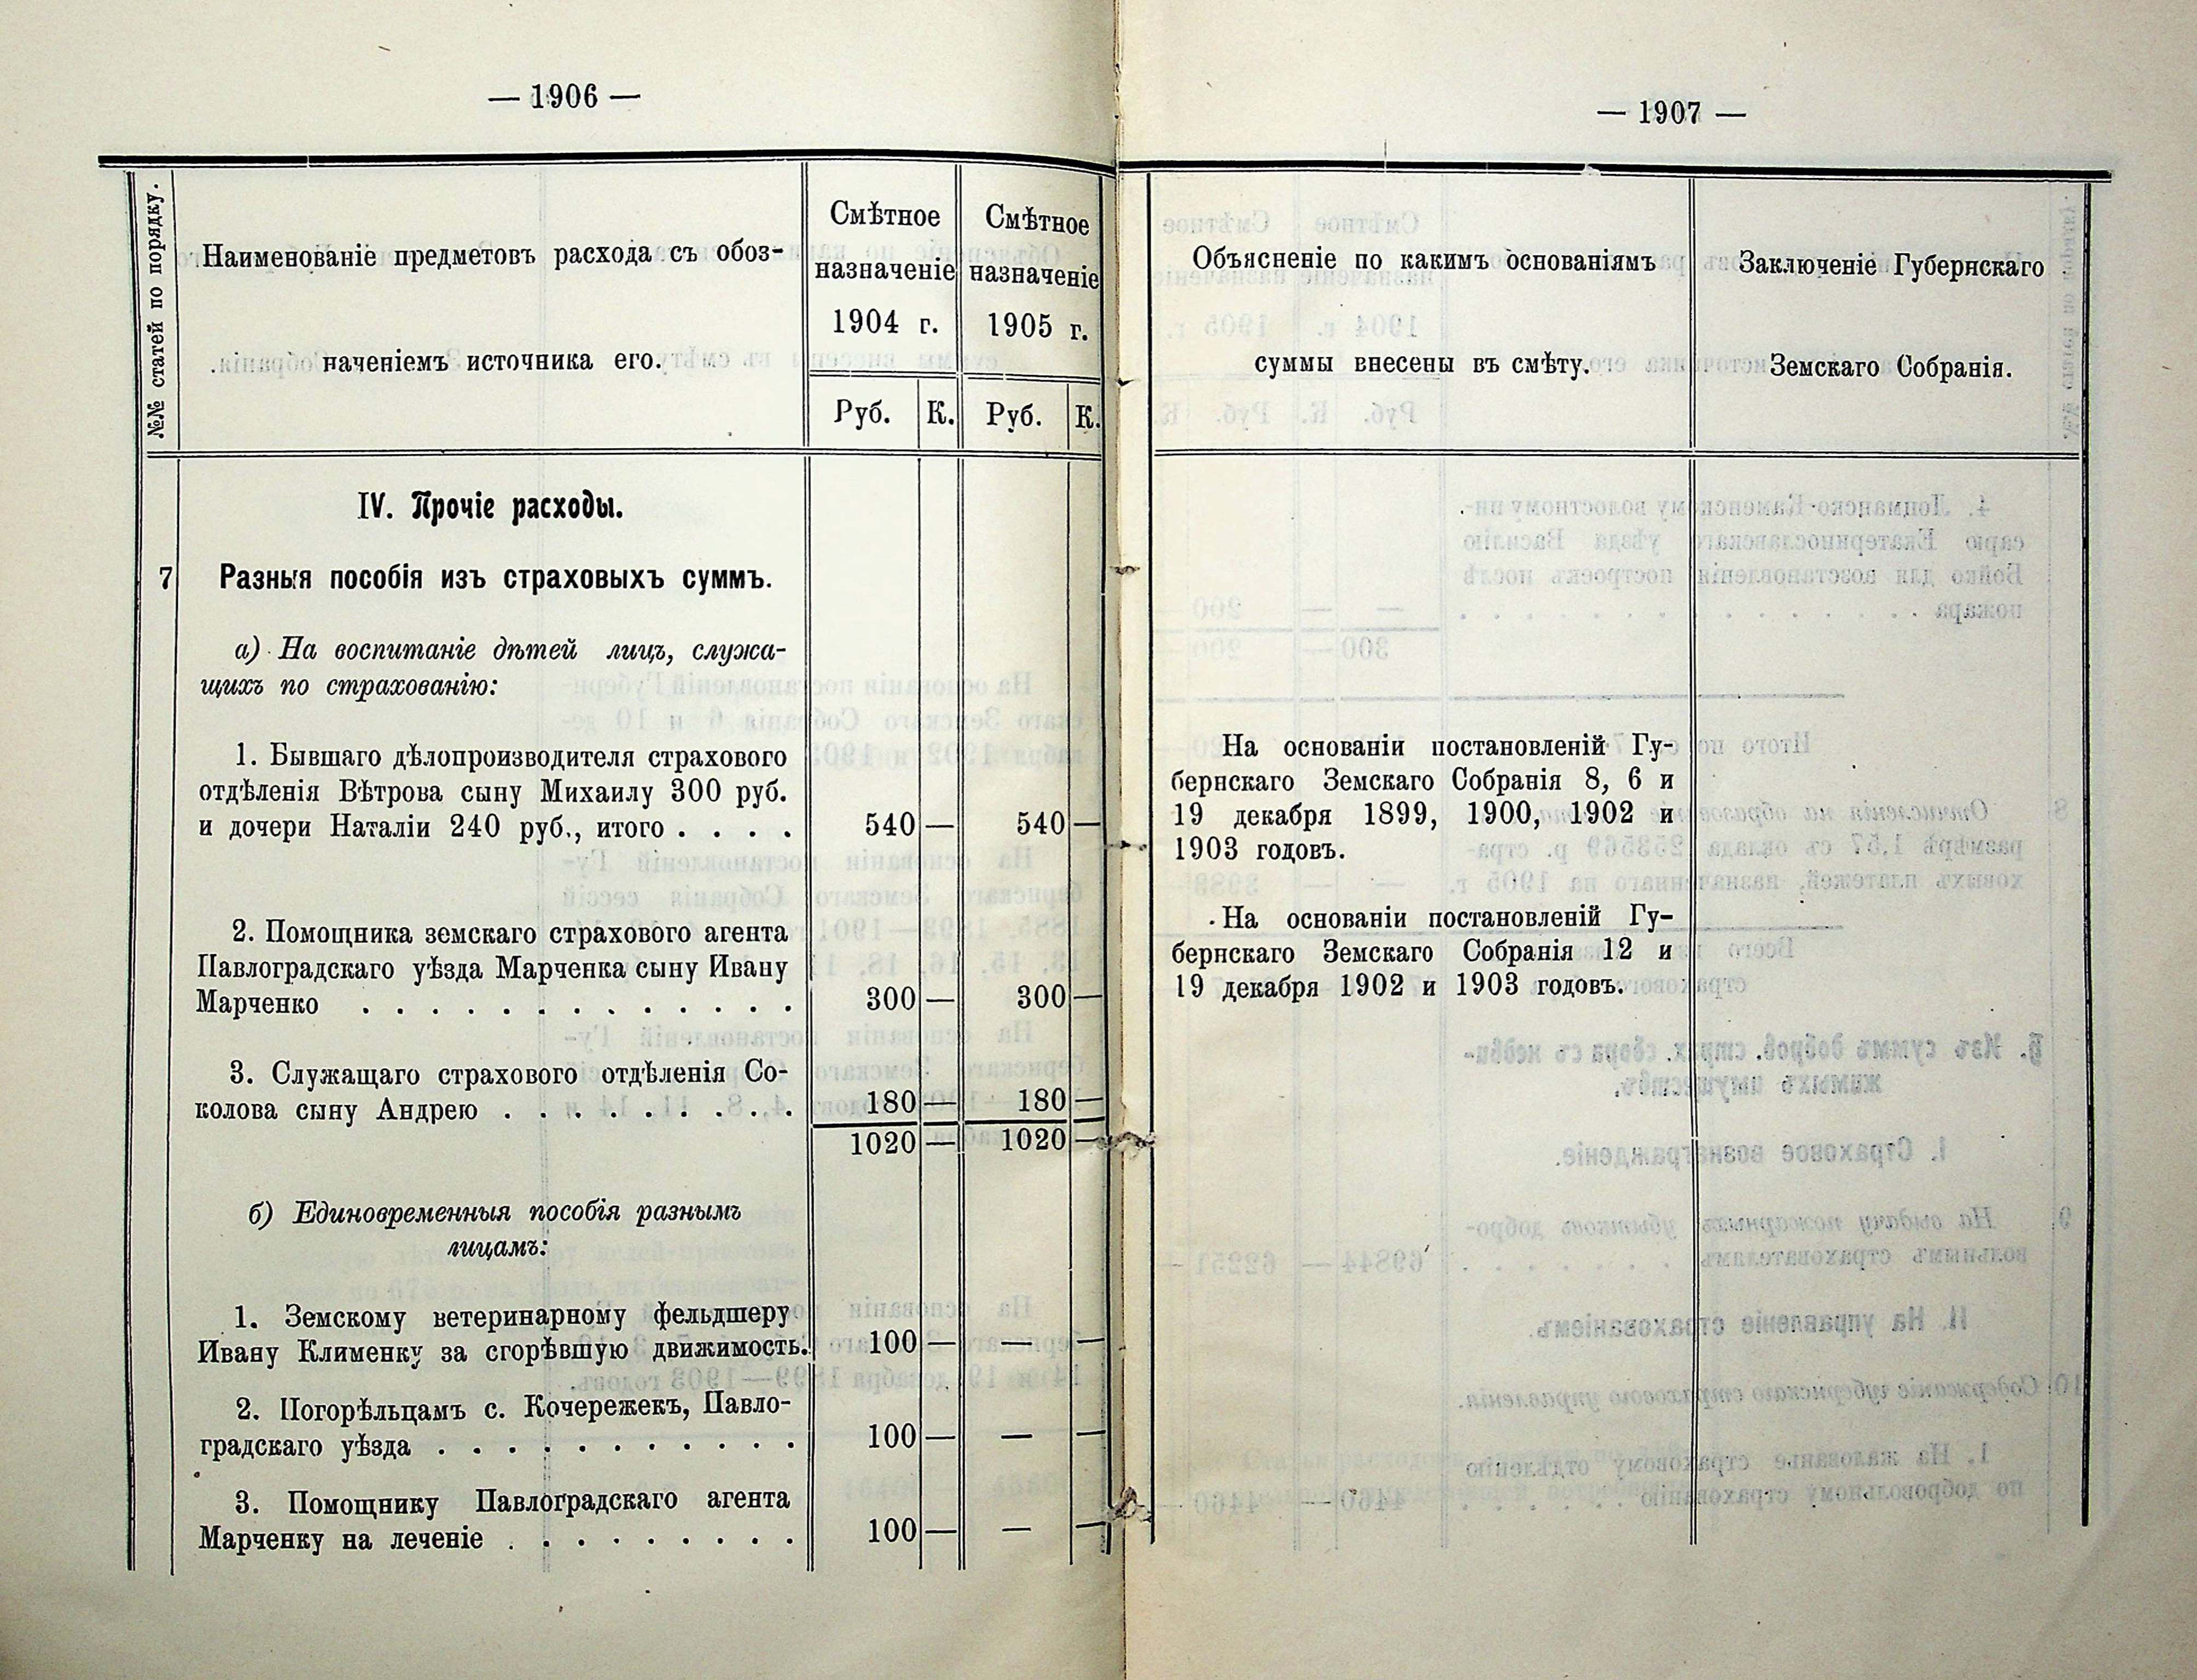 — 1906 —
№№ статей по порядку.
Наименованіе предметовъ расхода съ обоз-
наченіемъ источника его.
Смѣтное
назначеніе
1904 г.
Смѣтное
назначеніе
1905 г.
Руб. К. Руб. К.
IV. Прочіе расходы.
7 Разныя пособія изъ страховыхъ суммъ.
а) На воспитаніе дѣтей лицъ, служа-
щихъ по страхованію:
1. Бывшаго дѣлопроизводителя страхового
отдѣленія Вѣтрова сыну Михаилу 300 руб.
и дочери Наталіи 240 руб., итого . . . . 540 — 540 —
2. Помощника земскаго страхового агента
Павлоградскаго уѣзда Марченка сыну Ивану
Марченко . . . . . . . . . . . . . 300 — 300 —
3. Служащаго страхового отдѣленія Со-
колова сыну Андрею . . . . . . . . . 180 — 180 —
1020 — 1020 —
б) Единовременныя пособія разнымъ
лицамъ:
1. Земскому ветеринарному фельдшеру
Ивану Клименку за сгорѣвшую движимость. 100 — — —
2. Погорѣльцамъ с. Кочережекъ, Павло-
градскаго уѣзда . . . . . . . . . . . 100 — — —
3. Помощнику Павлоградскаго агента
Марченку на леченіе . . . . . . . . . 100 — — —
— 1907 —
Объясненіе по какимъ основаніямъ
суммы внесены въ смѣту.
Заключеніе Губернскаго
Земскаго Собранія.
На основаніи постановленій Гу-
бернскаго Земскаго Собранія 8, 6 и
19 декабря 1899, 1900, 1902 и
1903 годовъ.
На основаніи постановленій Гу-
бернскаго Земскаго Собранія 12 и
19 декабря 1902 и 1903 годовъ.